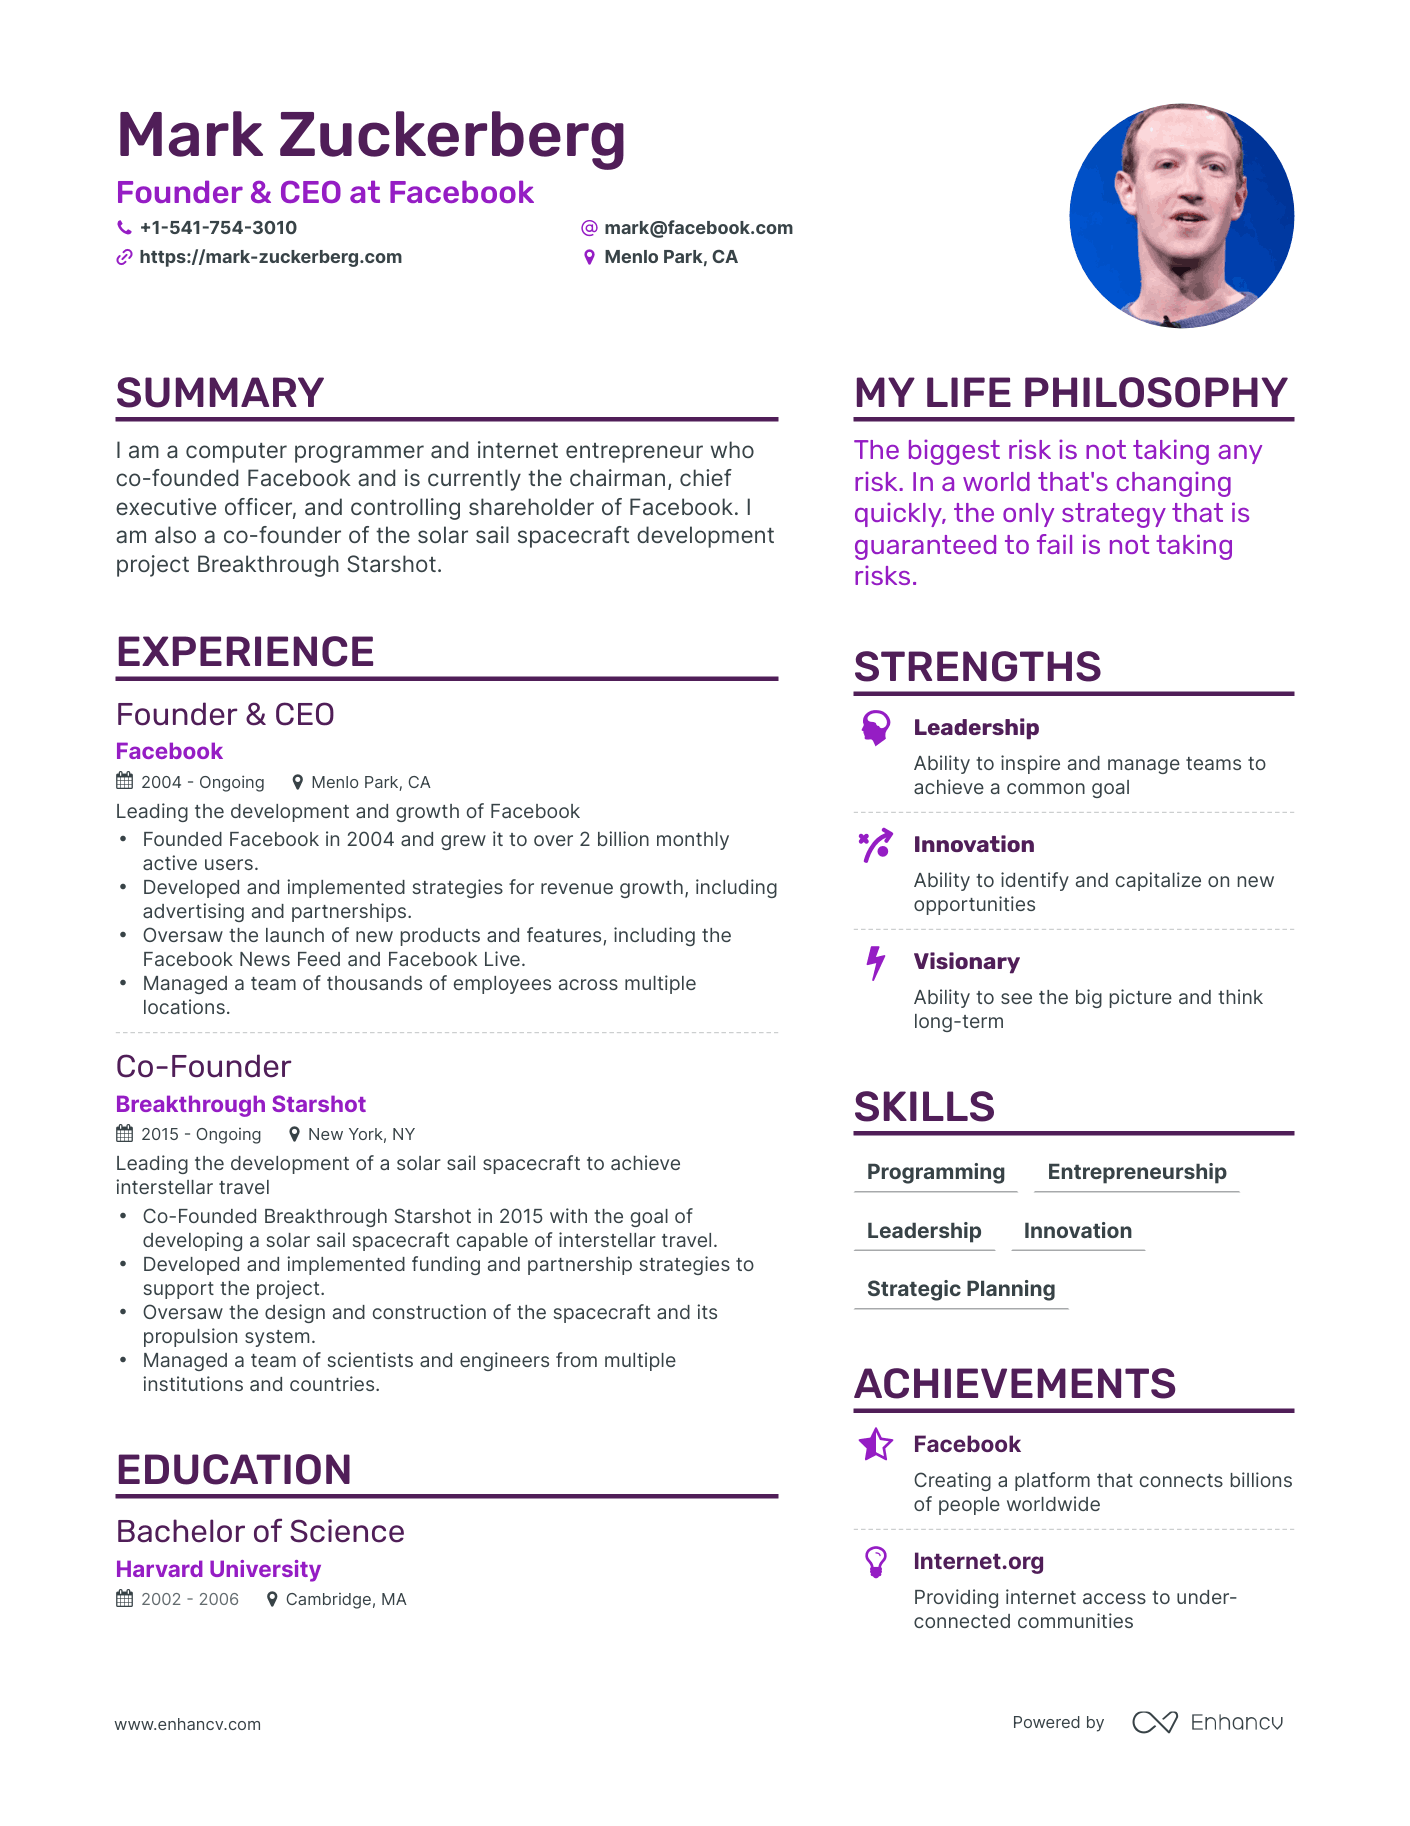 Mark Zuckerberg
Founder & CEO at Facebook
+1-541-754-3010
mark@facebook.com
https://mark-zuckerberg.com
Menlo Park, CA
SUMMARY
I am a computer programmer and internet entrepreneur who
co-founded Facebook and is currently the chairman, chief
executive officer, and controlling shareholder of Facebook. I
am also a co-founder of the solar sail spacecraft development
project Breakthrough Starshot.
EXPERIENCE
Founder & CEO
Facebook
2004 - Ongoing Menlo Park, CA
Leading the development and growth of Facebook
• Founded Facebook in 2004 and grew it to over 2 billion monthly
active users.
• Developed and implemented strategies for revenue growth, including
advertising and partnerships.
• Oversaw the launch of new products and features, including the
Facebook News Feed and Facebook Live.
• Managed a team of thousands of employees across multiple
locations.
Co-Founder
Breakthrough Starshot
2015 - Ongoing New York, NY
Leading the development of a solar sail spacecraft to achieve
interstellar travel
• Co-Founded Breakthrough Starshot in 2015 with the goal of
developing a solar sail spacecraft capable of interstellar travel.
• Developed and implemented funding and partnership strategies to
support the project.
• Oversaw the design and construction of the spacecraft and its
propulsion system.
• Managed a team of scientists and engineers from multiple
institutions and countries.
EDUCATION
Bachelor of Science
Harvard University
2002 - 2006 Cambridge, MA
MY LIFE PHILOSOPHY
The biggest risk is not taking any
risk. In a world that's changing
quickly, the only strategy that is
guaranteed to fail is not taking
risks.
STRENGTHS
Leadership
Ability to inspire and manage teams to
achieve a common goal
Innovation
Ability to identify and capitalize on new
opportunities
Visionary
Ability to see the big picture and think
long-term
SKILLS
Programming Entrepreneurship
Leadership Innovation
Strategic Planning
ACHIEVEMENTS
Facebook
Creating a platform that connects billions
of people worldwide
Internet.org
Providing internet access to under-
connected communities
www.enhancv.com
Powered by Enhancv